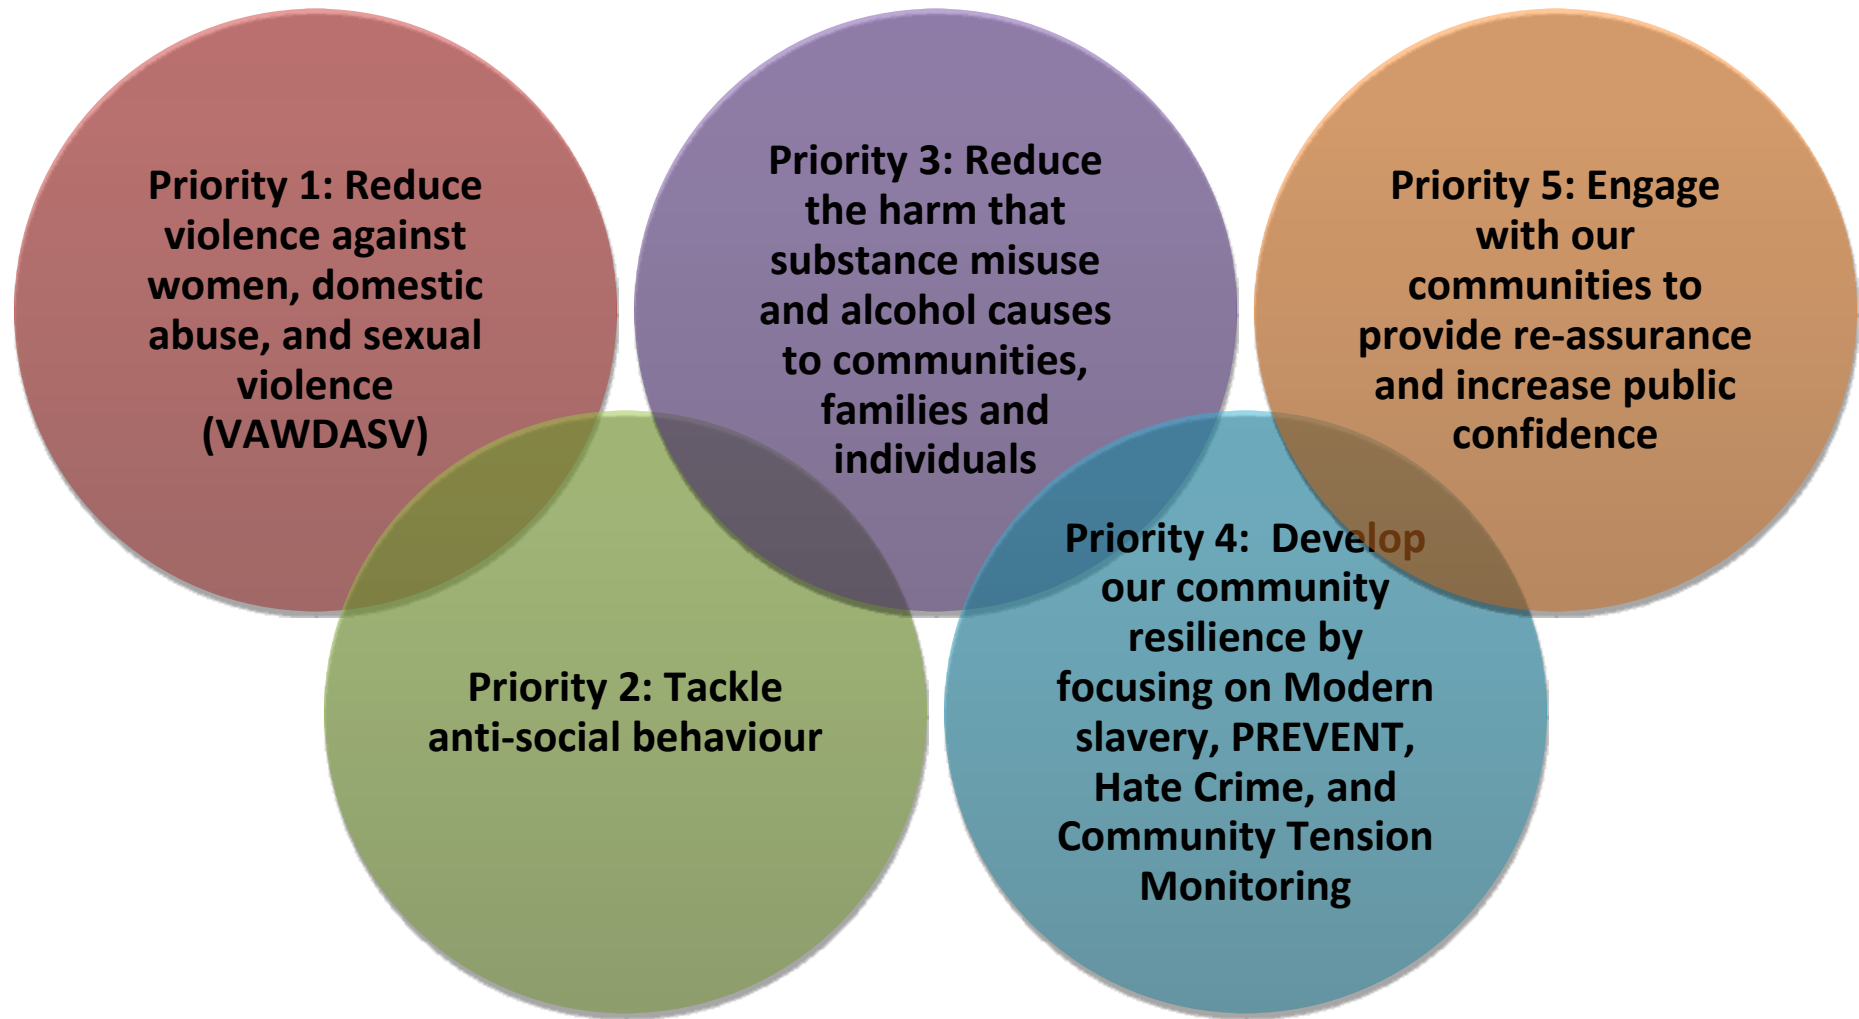 Priority 1: Reduce
violence against
women, domestic
abuse, and sexual
violence
(VAWDASV)
Priority 2: Tackle
anti-social behaviour
Priority 3: Reduce
the harm that
substance misuse
and alcohol causes
to communities,
families and
individuals
Priority 4:  Develop
our community
resilience by
focusing on Modern
slavery, PREVENT,
Hate Crime, and
Community Tension
Monitoring
Priority 5: Engage
with our
communities to
provide re-assurance
and increase public
confidence